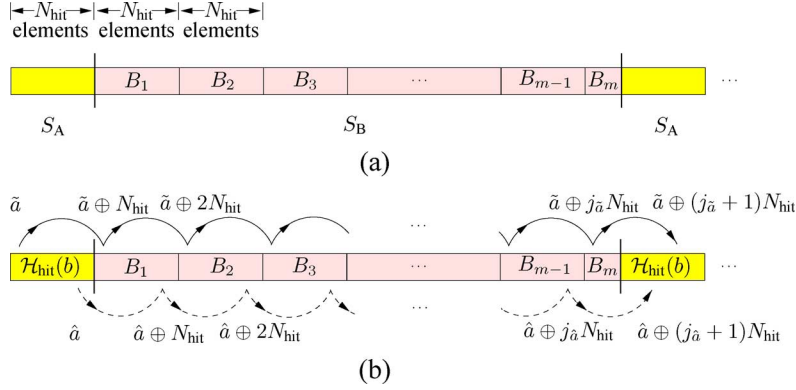 N_hit N_hit N_hit
elements elements elements
B_1 B_2 B_3 ... B_{m−1} B_m ...
S_A S_B S_A
(a)
ã ã ⊕ N_hit ã ⊕ 2N_hit ... ã ⊕ j_ã N_hit ã ⊕ (j_ã + 1)N_hit
H_hit(b) B_1 B_2 B_3 ... B_{m−1} B_m H_hit(b) ...
â â ⊕ N_hit â ⊕ 2N_hit ... â ⊕ j_â N_hit â ⊕ (j_â + 1)N_hit
(b)